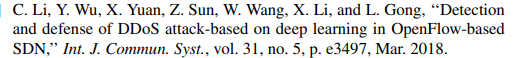 C. Li, Y. Wu, X. Yuan, Z. Sun, W. Wang, X. Li, and L. Gong, “Detection
and defense of DDoS attack-based on deep learning in OpenFlow-based
SDN,” Int. J. Commun. Syst., vol. 31, no. 5, p. e3497, Mar. 2018.